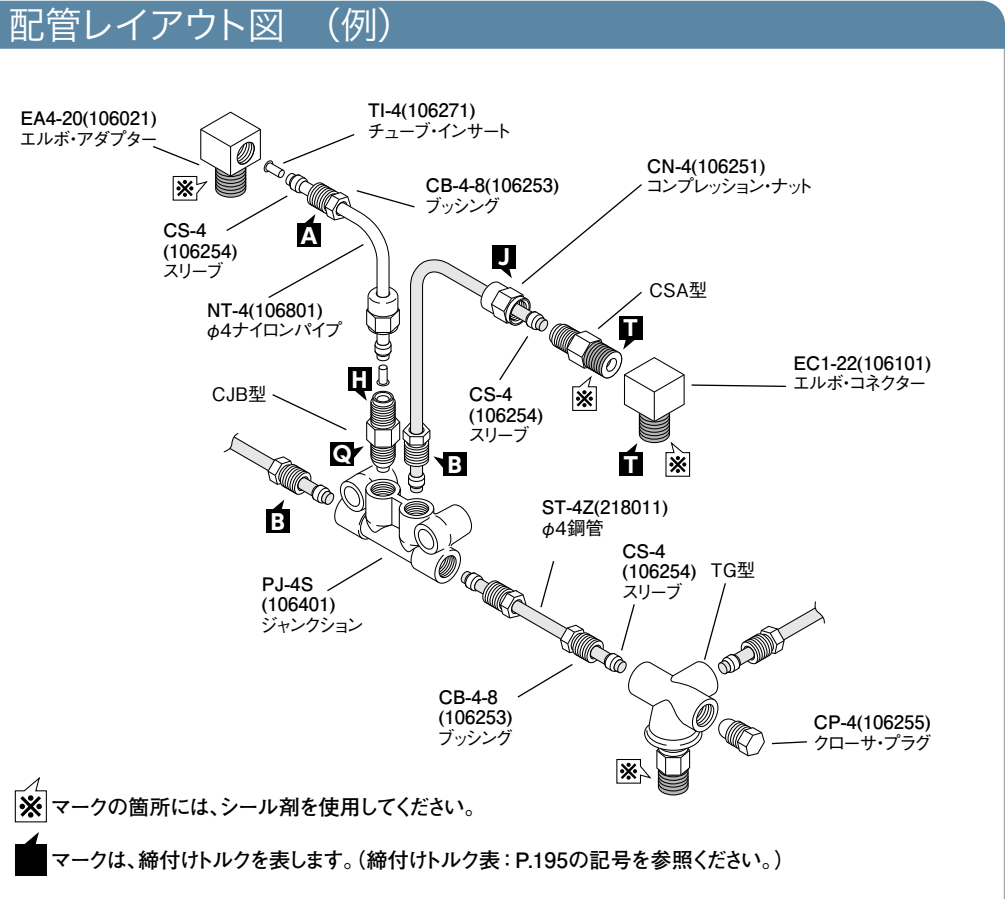 配管レイアウト図　（例）
EA4-20(106021)
エルボ・アダプター
※
TI-4(106271)
チューブ・インサート
CB-4-8(106253)
ブッシング
CN-4(106251)
コンプレッション・ナット
CS-4
(106254)
スリーブ
A
J
CSA型
NT-4(106801)
φ4ナイロンパイプ
T
EC1-22(106101)
エルボ・コネクター
H
CJB型
※
CS-4
(106254)
スリーブ
Q
B
T
※
B
ST-4Z(218011)
φ4鋼管
CS-4
(106254)
スリーブ
TG型
PJ-4S
(106401)
ジャンクション
CB-4-8
(106253)
ブッシング
CP-4(106255)
クローサ・プラグ
※
※マークの箇所には、シール剤を使用してください。
マークは、締付けトルクを表します。（締付けトルク表：P.195の記号を参照ください。）